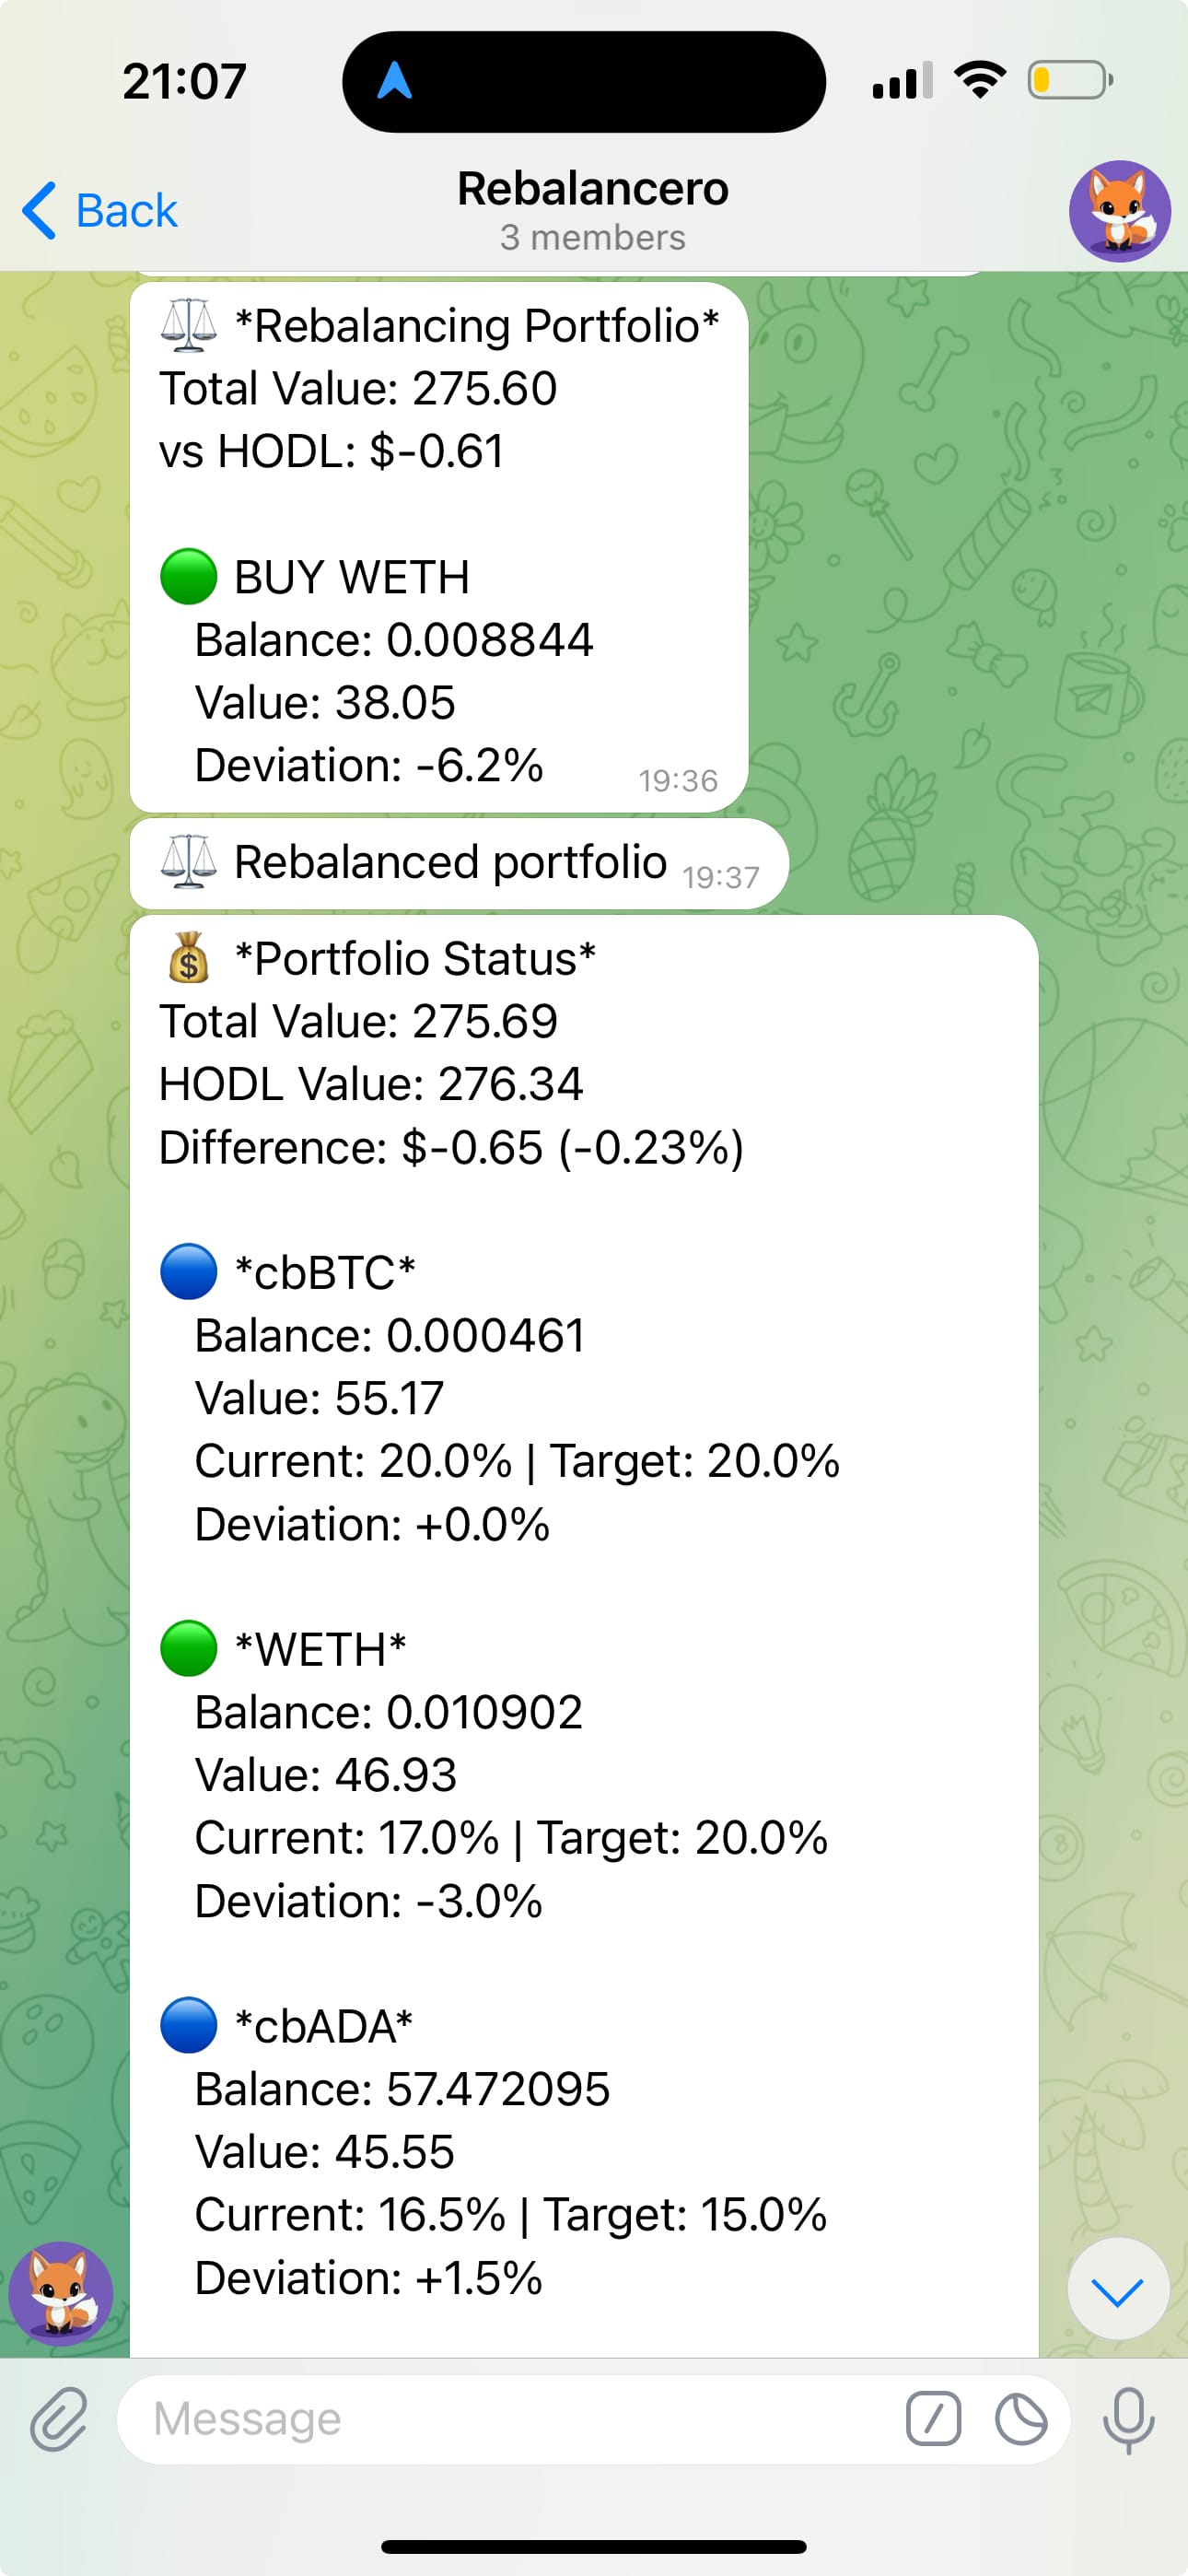 21:07
Back
Rebalancero
3 members
⚖️ *Rebalancing Portfolio*
Total Value: 275.60
vs HODL: $-0.61
🟢 BUY WETH
Balance: 0.008844
Value: 38.05
Deviation: -6.2%
19:36
⚖️ Rebalanced portfolio 19:37
💰 *Portfolio Status*
Total Value: 275.69
HODL Value: 276.34
Difference: $-0.65 (-0.23%)
🔵 *cbBTC*
Balance: 0.000461
Value: 55.17
Current: 20.0% | Target: 20.0%
Deviation: +0.0%
🟢 *WETH*
Balance: 0.010902
Value: 46.93
Current: 17.0% | Target: 20.0%
Deviation: -3.0%
🔵 *cbADA*
Balance: 57.472095
Value: 45.55
Current: 16.5% | Target: 15.0%
Deviation: +1.5%
Message